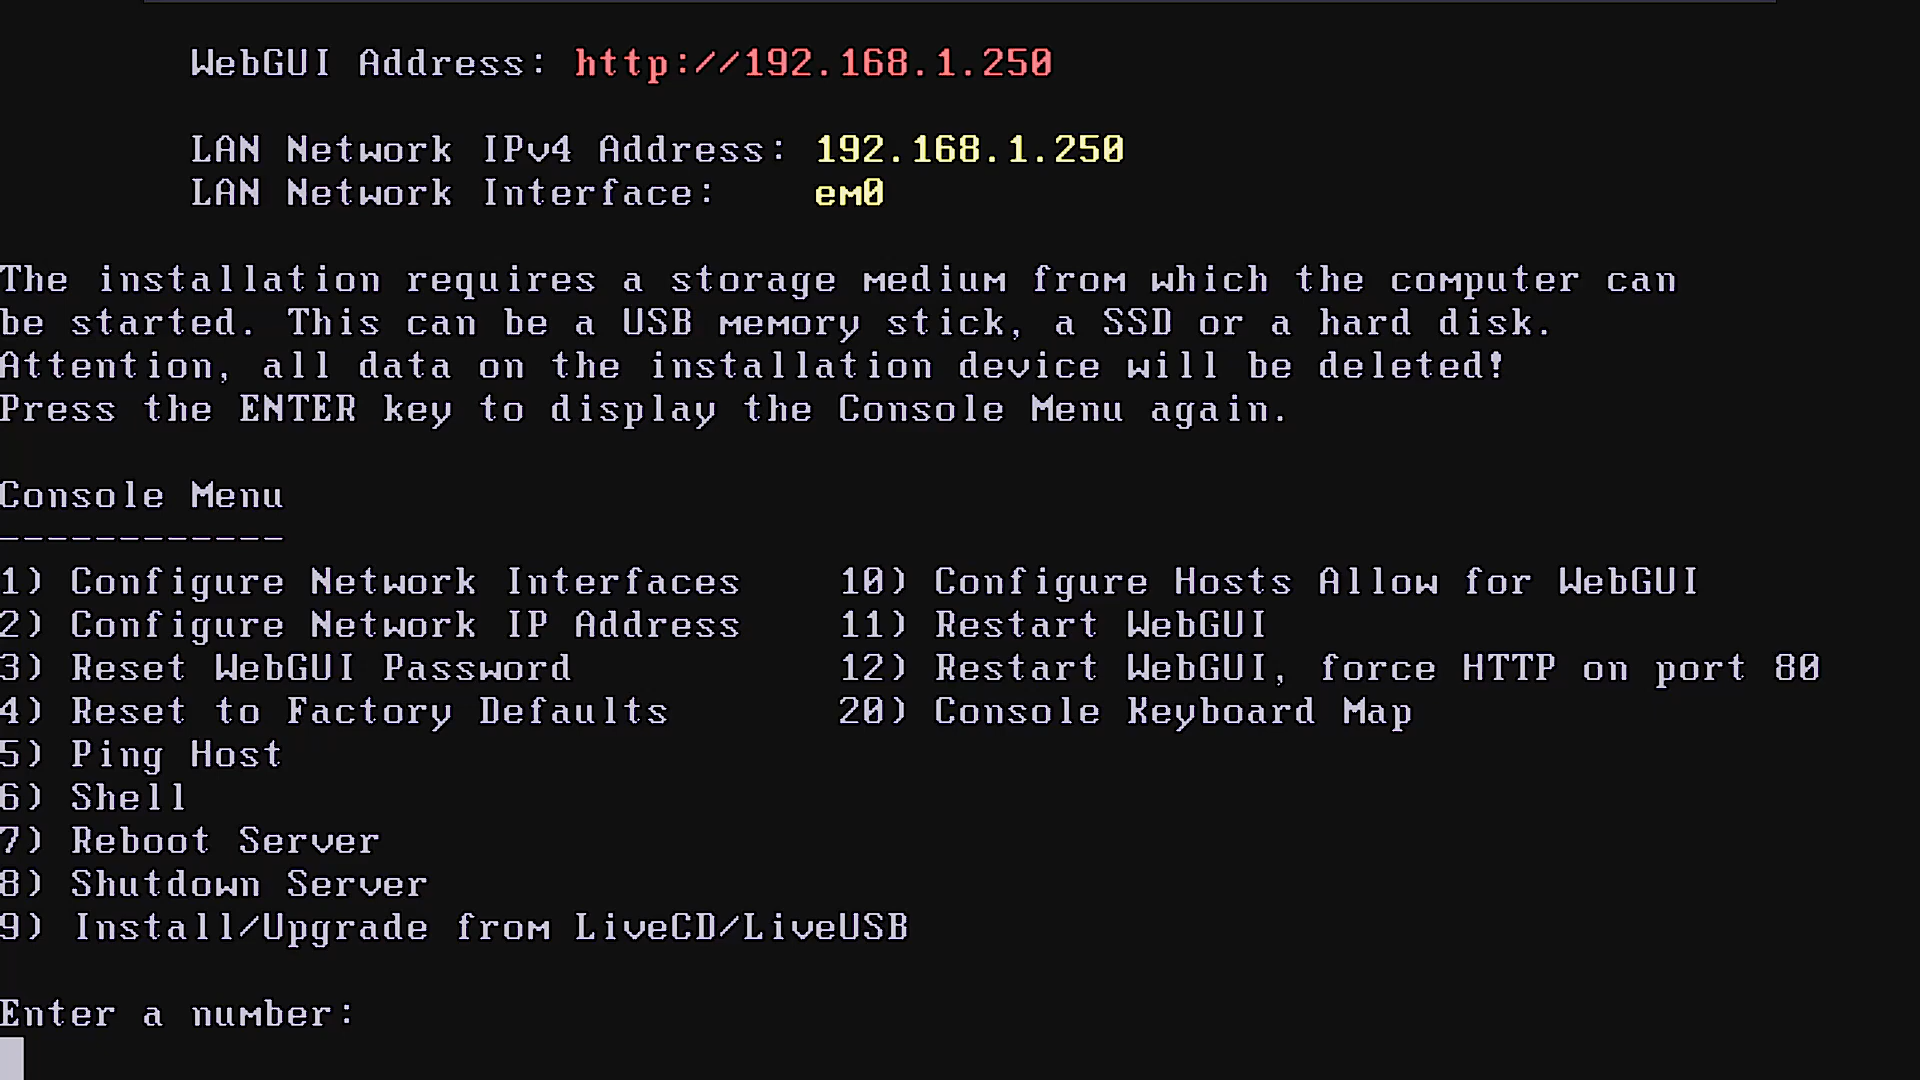 WebGUI Address: http://192.168.1.250
LAN Network IPv4 Address: 192.168.1.250
LAN Network Interface: em0
The installation requires a storage medium from which the computer can
be started. This can be a USB memory stick, a SSD or a hard disk.
Attention, all data on the installation device will be deleted!
Press the ENTER key to display the Console Menu again.
Console Menu
------------
1) Configure Network Interfaces 10) Configure Hosts Allow for WebGUI
2) Configure Network IP Address 11) Restart WebGUI
3) Reset WebGUI Password 12) Restart WebGUI, force HTTP on port 80
4) Reset to Factory Defaults 20) Console Keyboard Map
5) Ping Host
6) Shell
7) Reboot Server
8) Shutdown Server
9) Install/Upgrade from LiveCD/LiveUSB
Enter a number: